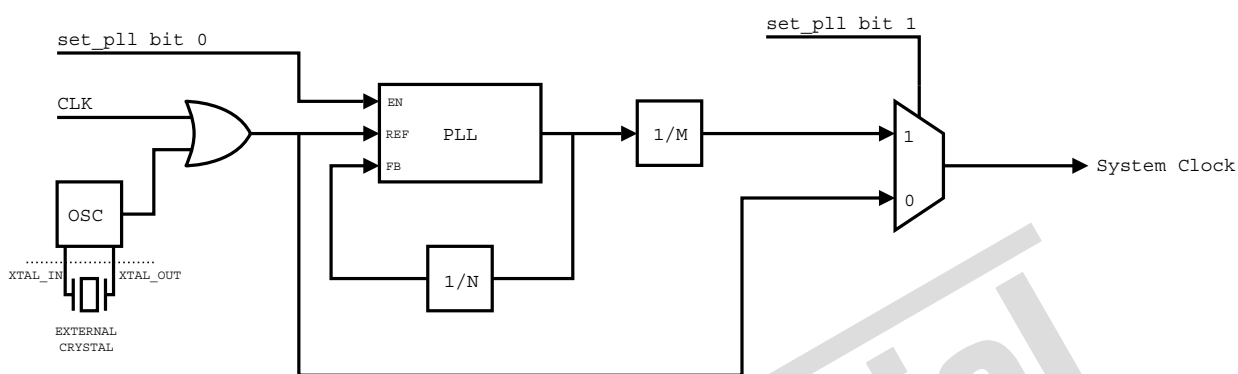 set_pll bit 0
set_pll bit 1
CLK
EN
REF
FB
PLL
1/M
1
0
System Clock
OSC
1/N
XTAL_IN
XTAL_OUT
EXTERNAL
CRYSTAL